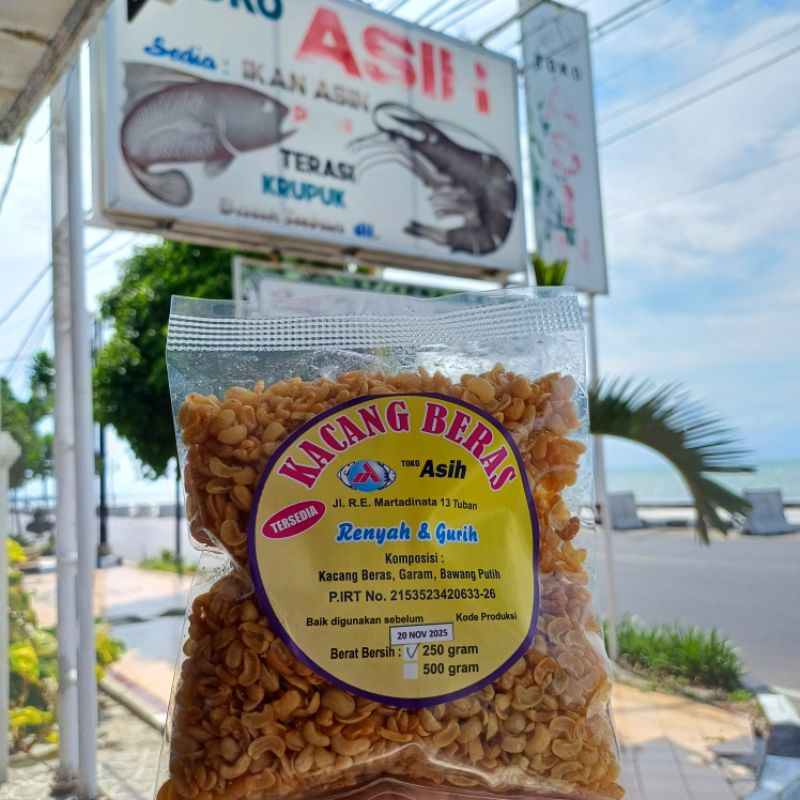 TOKO ASIH
Sedia : IKAN ASIN
TERASI
KRUPUK
dll.
TOKO
KACANG BERAS
TOKO Asih
Jl. R.E. Martadinata 13 Tuban
TERSEDIA
Renyah & Gurih
Komposisi :
Kacang Beras, Garam, Bawang Putih
P.IRT No. 2153523420633-26
Baik digunakan sebelum Kode Produksi
20 NOV 2025
Berat Bersih : ✓ 250 gram
500 gram